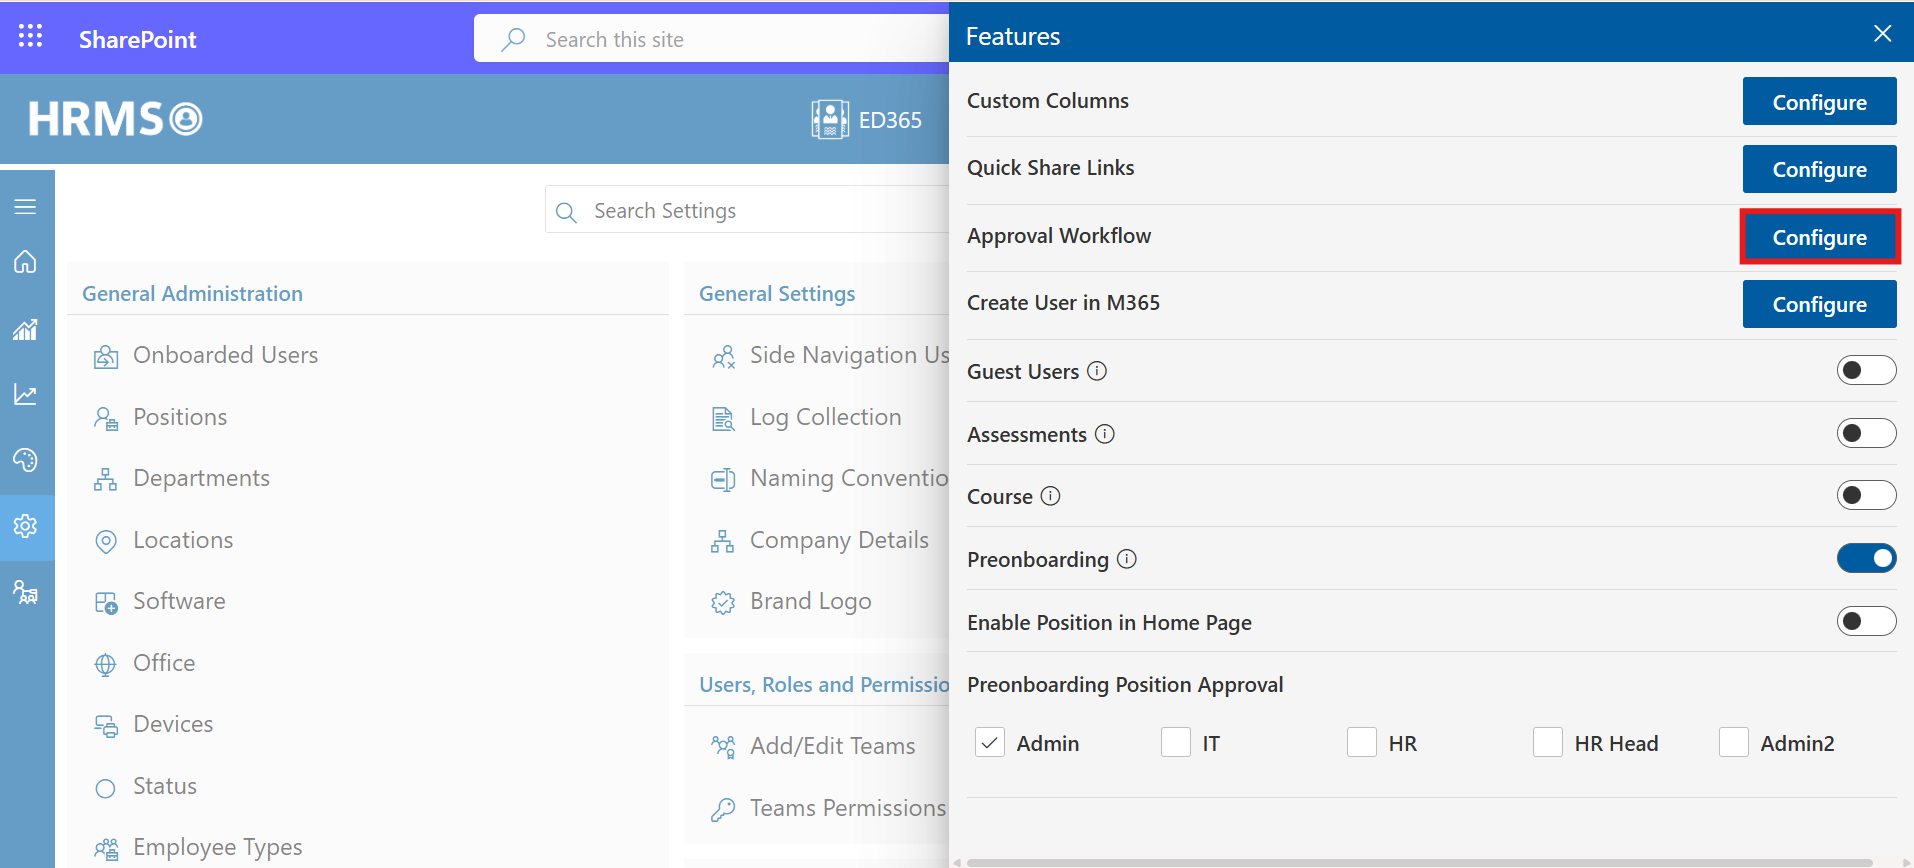 SharePoint
Search this site
HRMS
ED365
Search Settings
General Administration
Onboarded Users
Positions
Departments
Locations
Software
Office
Devices
Status
Employee Types
General Settings
Side Navigation Us
Log Collection
Naming Conventio
Company Details
Brand Logo
Users, Roles and Permissio
Add/Edit Teams
Teams Permissions
Features
Custom Columns Configure
Quick Share Links Configure
Approval Workflow Configure
Create User in M365 Configure
Guest Users
Assessments
Course
Preonboarding
Enable Position in Home Page
Preonboarding Position Approval
Admin IT HR HR Head Admin2